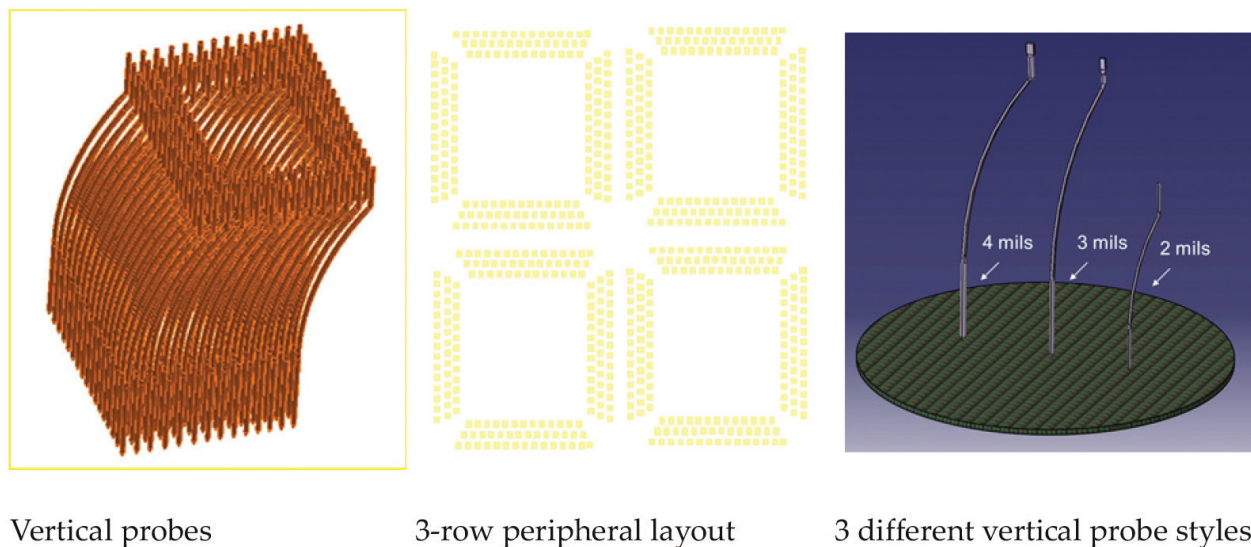 4 mils
3 mils
2 mils
Vertical probes
3-row peripheral layout
3 different vertical probe styles